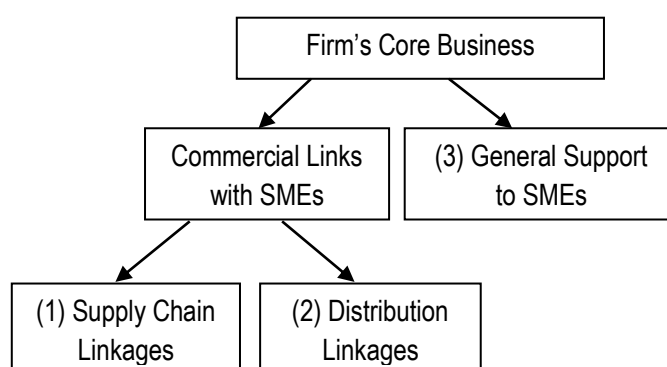 Firm’s Core Business
Commercial Links
with SMEs
(3) General Support
to SMEs
(1) Supply Chain
Linkages
(2) Distribution
Linkages